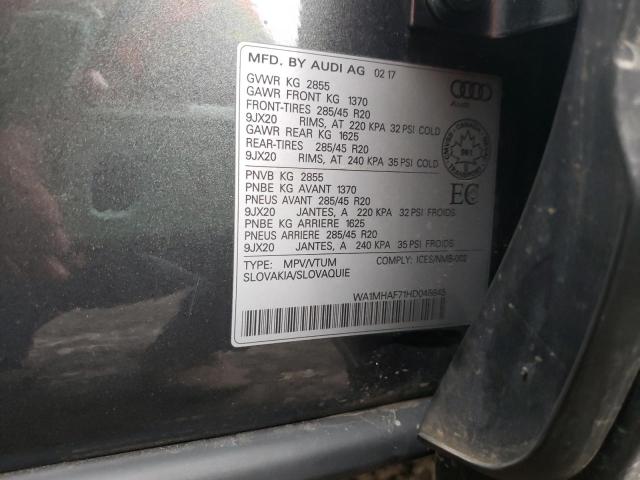 MFD. BY AUDI AG 02 17
GVWR KG 2855
GAWR FRONT KG 1370
FRONT-TIRES 285/45 R20
9JX20 RIMS, AT 220 KPA 32 PSI COLD
GAWR REAR KG 1625
REAR-TIRES 285/45 R20
9JX20 RIMS, AT 240 KPA 35 PSI COLD
Audi
PNVB KG 2855
PNBE KG AVANT 1370
PNEUS AVANT 285/45 R20
9JX20 JANTES, A 220 KPA 32 PSI FROIDS
PNBE KG ARRIERE 1625
PNEUS ARRIERE 285/45 R20
9JX20 JANTES, A 240 KPA 35 PSI FROIDS
EC
TYPE: MPV/VTUM COMPLY: ICES/NMB-002
SLOVAKIA/SLOVAQUIE